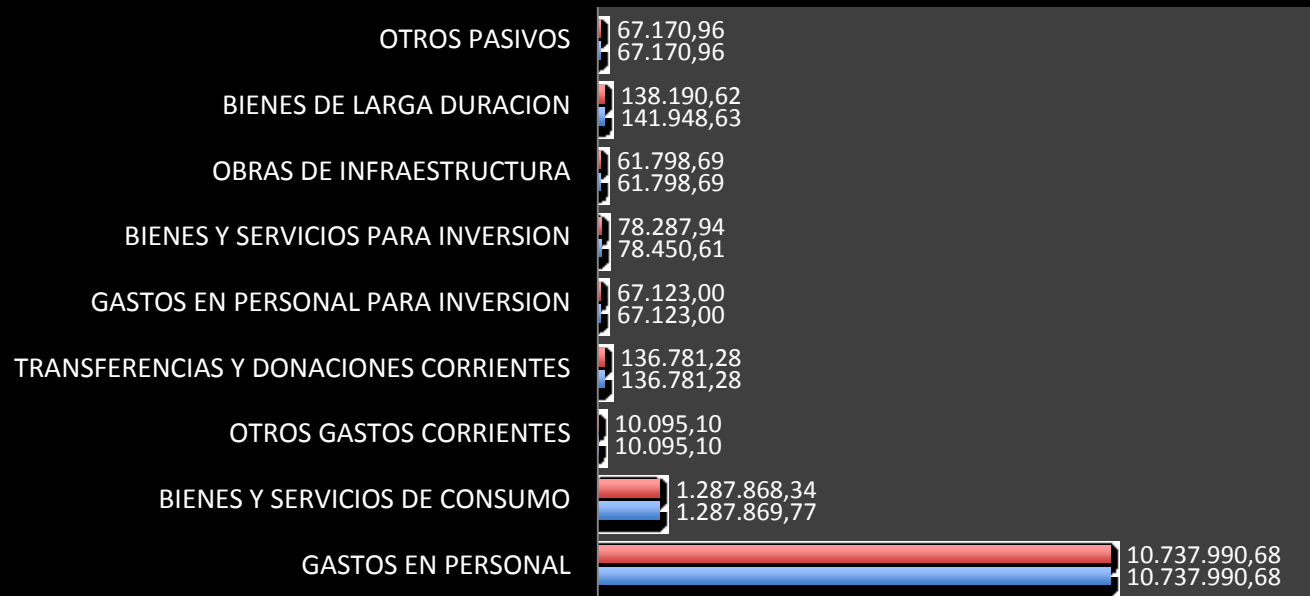 OTROS PASIVOS
67.170,96
67.170,96
BIENES DE LARGA DURACION
138.190,62
141.948,63
OBRAS DE INFRAESTRUCTURA
61.798,69
61.798,69
BIENES Y SERVICIOS PARA INVERSION
78.287,94
78.450,61
GASTOS EN PERSONAL PARA INVERSION
67.123,00
67.123,00
TRANSFERENCIAS Y DONACIONES CORRIENTES
136.781,28
136.781,28
OTROS GASTOS CORRIENTES
10.095,10
10.095,10
BIENES Y SERVICIOS DE CONSUMO
1.287.868,34
1.287.869,77
GASTOS EN PERSONAL
10.737.990,68
10.737.990,68